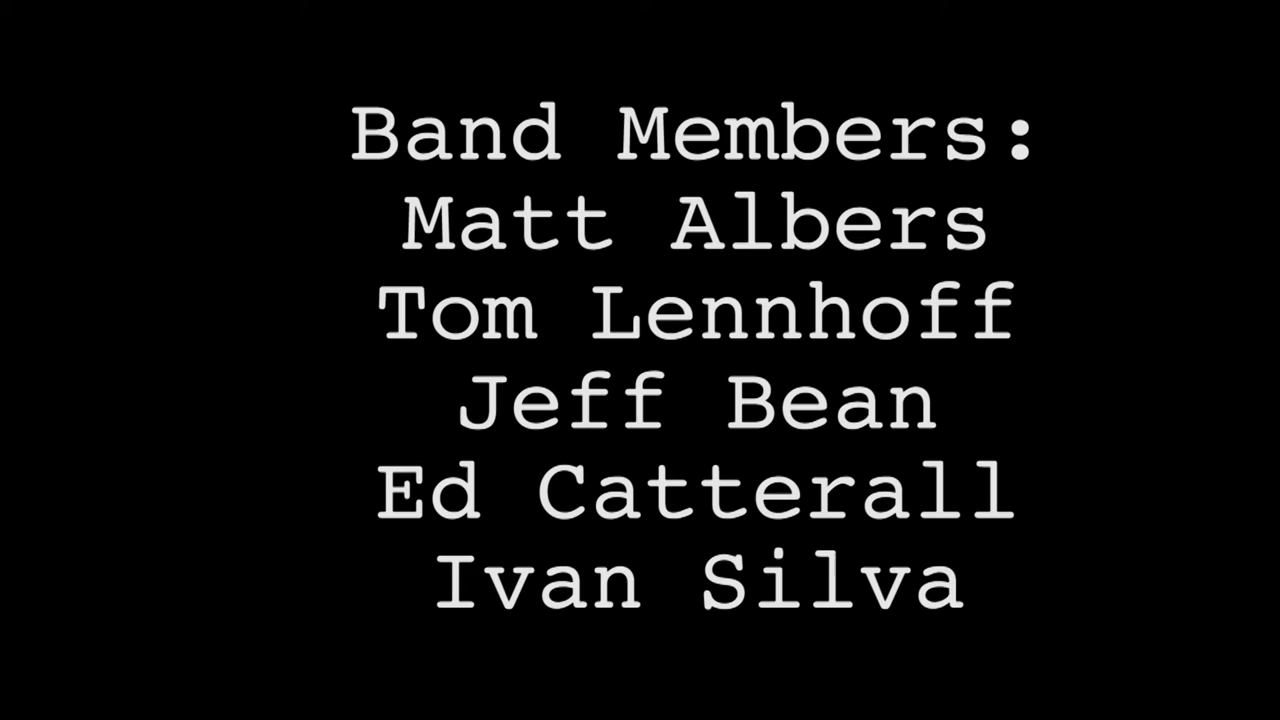 Band Members:
Matt Albers
Tom Lennhoff
Jeff Bean
Ed Catterall
Ivan Silva